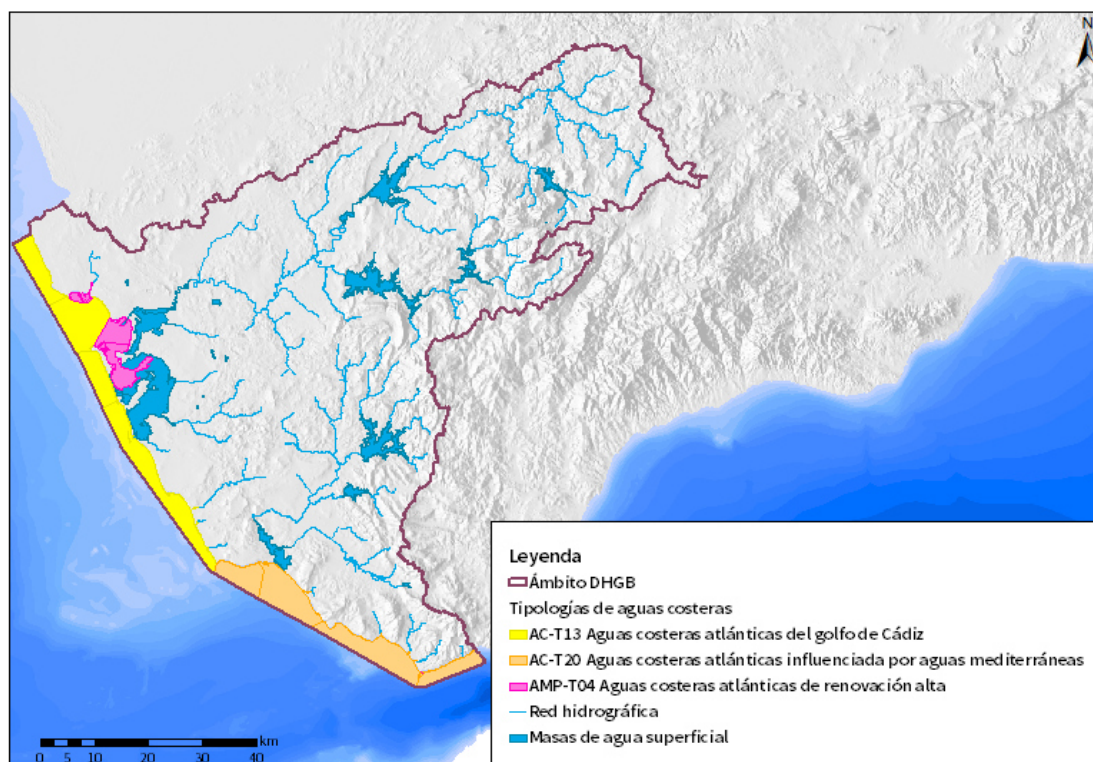 N
Leyenda
Ámbito DHGB
Tipologías de aguas costeras
AC-T13 Aguas costeras atlánticas del golfo de Cádiz
AC-T20 Aguas costeras atlánticas influenciada por aguas mediterráneas
AMP-T04 Aguas costeras atlánticas de renovación alta
Red hidrográfica
Masas de agua superficial
km
0 5 10 20 30 40